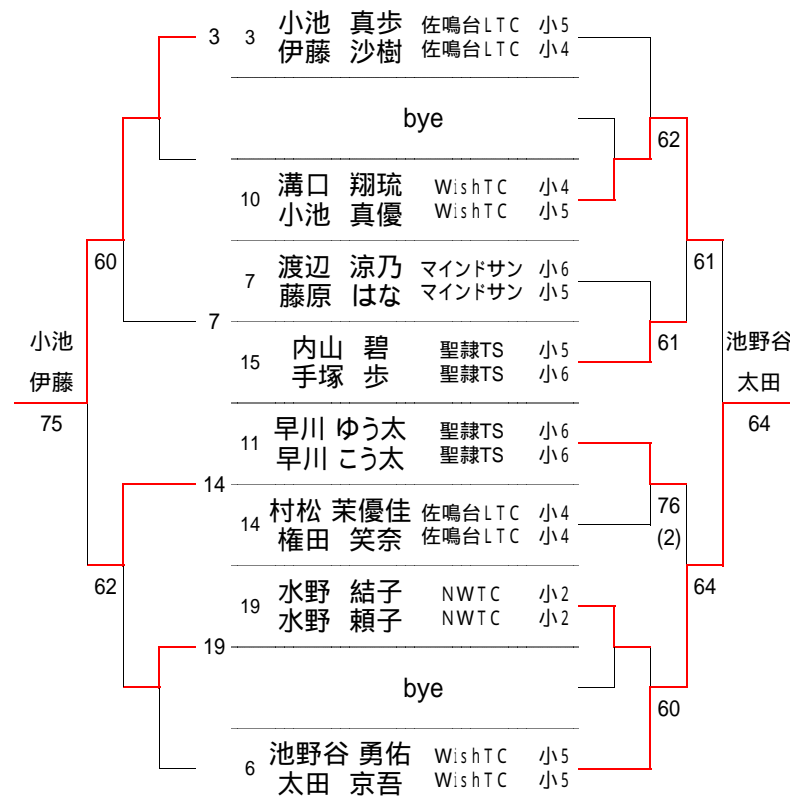 3 3 小池 真歩 佐鳴台LTC 小5
伊藤 沙樹 佐鳴台LTC 小4
bye
62
10 溝口 翔琉 WishTC 小4
小池 真優 WishTC 小5
60
61
7 渡辺 涼乃 マインドサン 小6
藤原 はな マインドサン 小5
7
61
小池
伊藤
75
15 内山 碧 聖隷TS 小5
手塚 歩 聖隷TS 小6
池野谷
太田
64
11 早川 ゆう太 聖隷TS 小6
早川 こう太 聖隷TS 小6
14
76
(2)
14 村松 茉優佳 佐鳴台LTC 小4
権田 笑奈 佐鳴台LTC 小4
62
64
19 水野 結子 NWTC 小2
水野 頼子 NWTC 小2
19
bye
60
6 池野谷 勇佑 WishTC 小5
太田 京吾 WishTC 小5